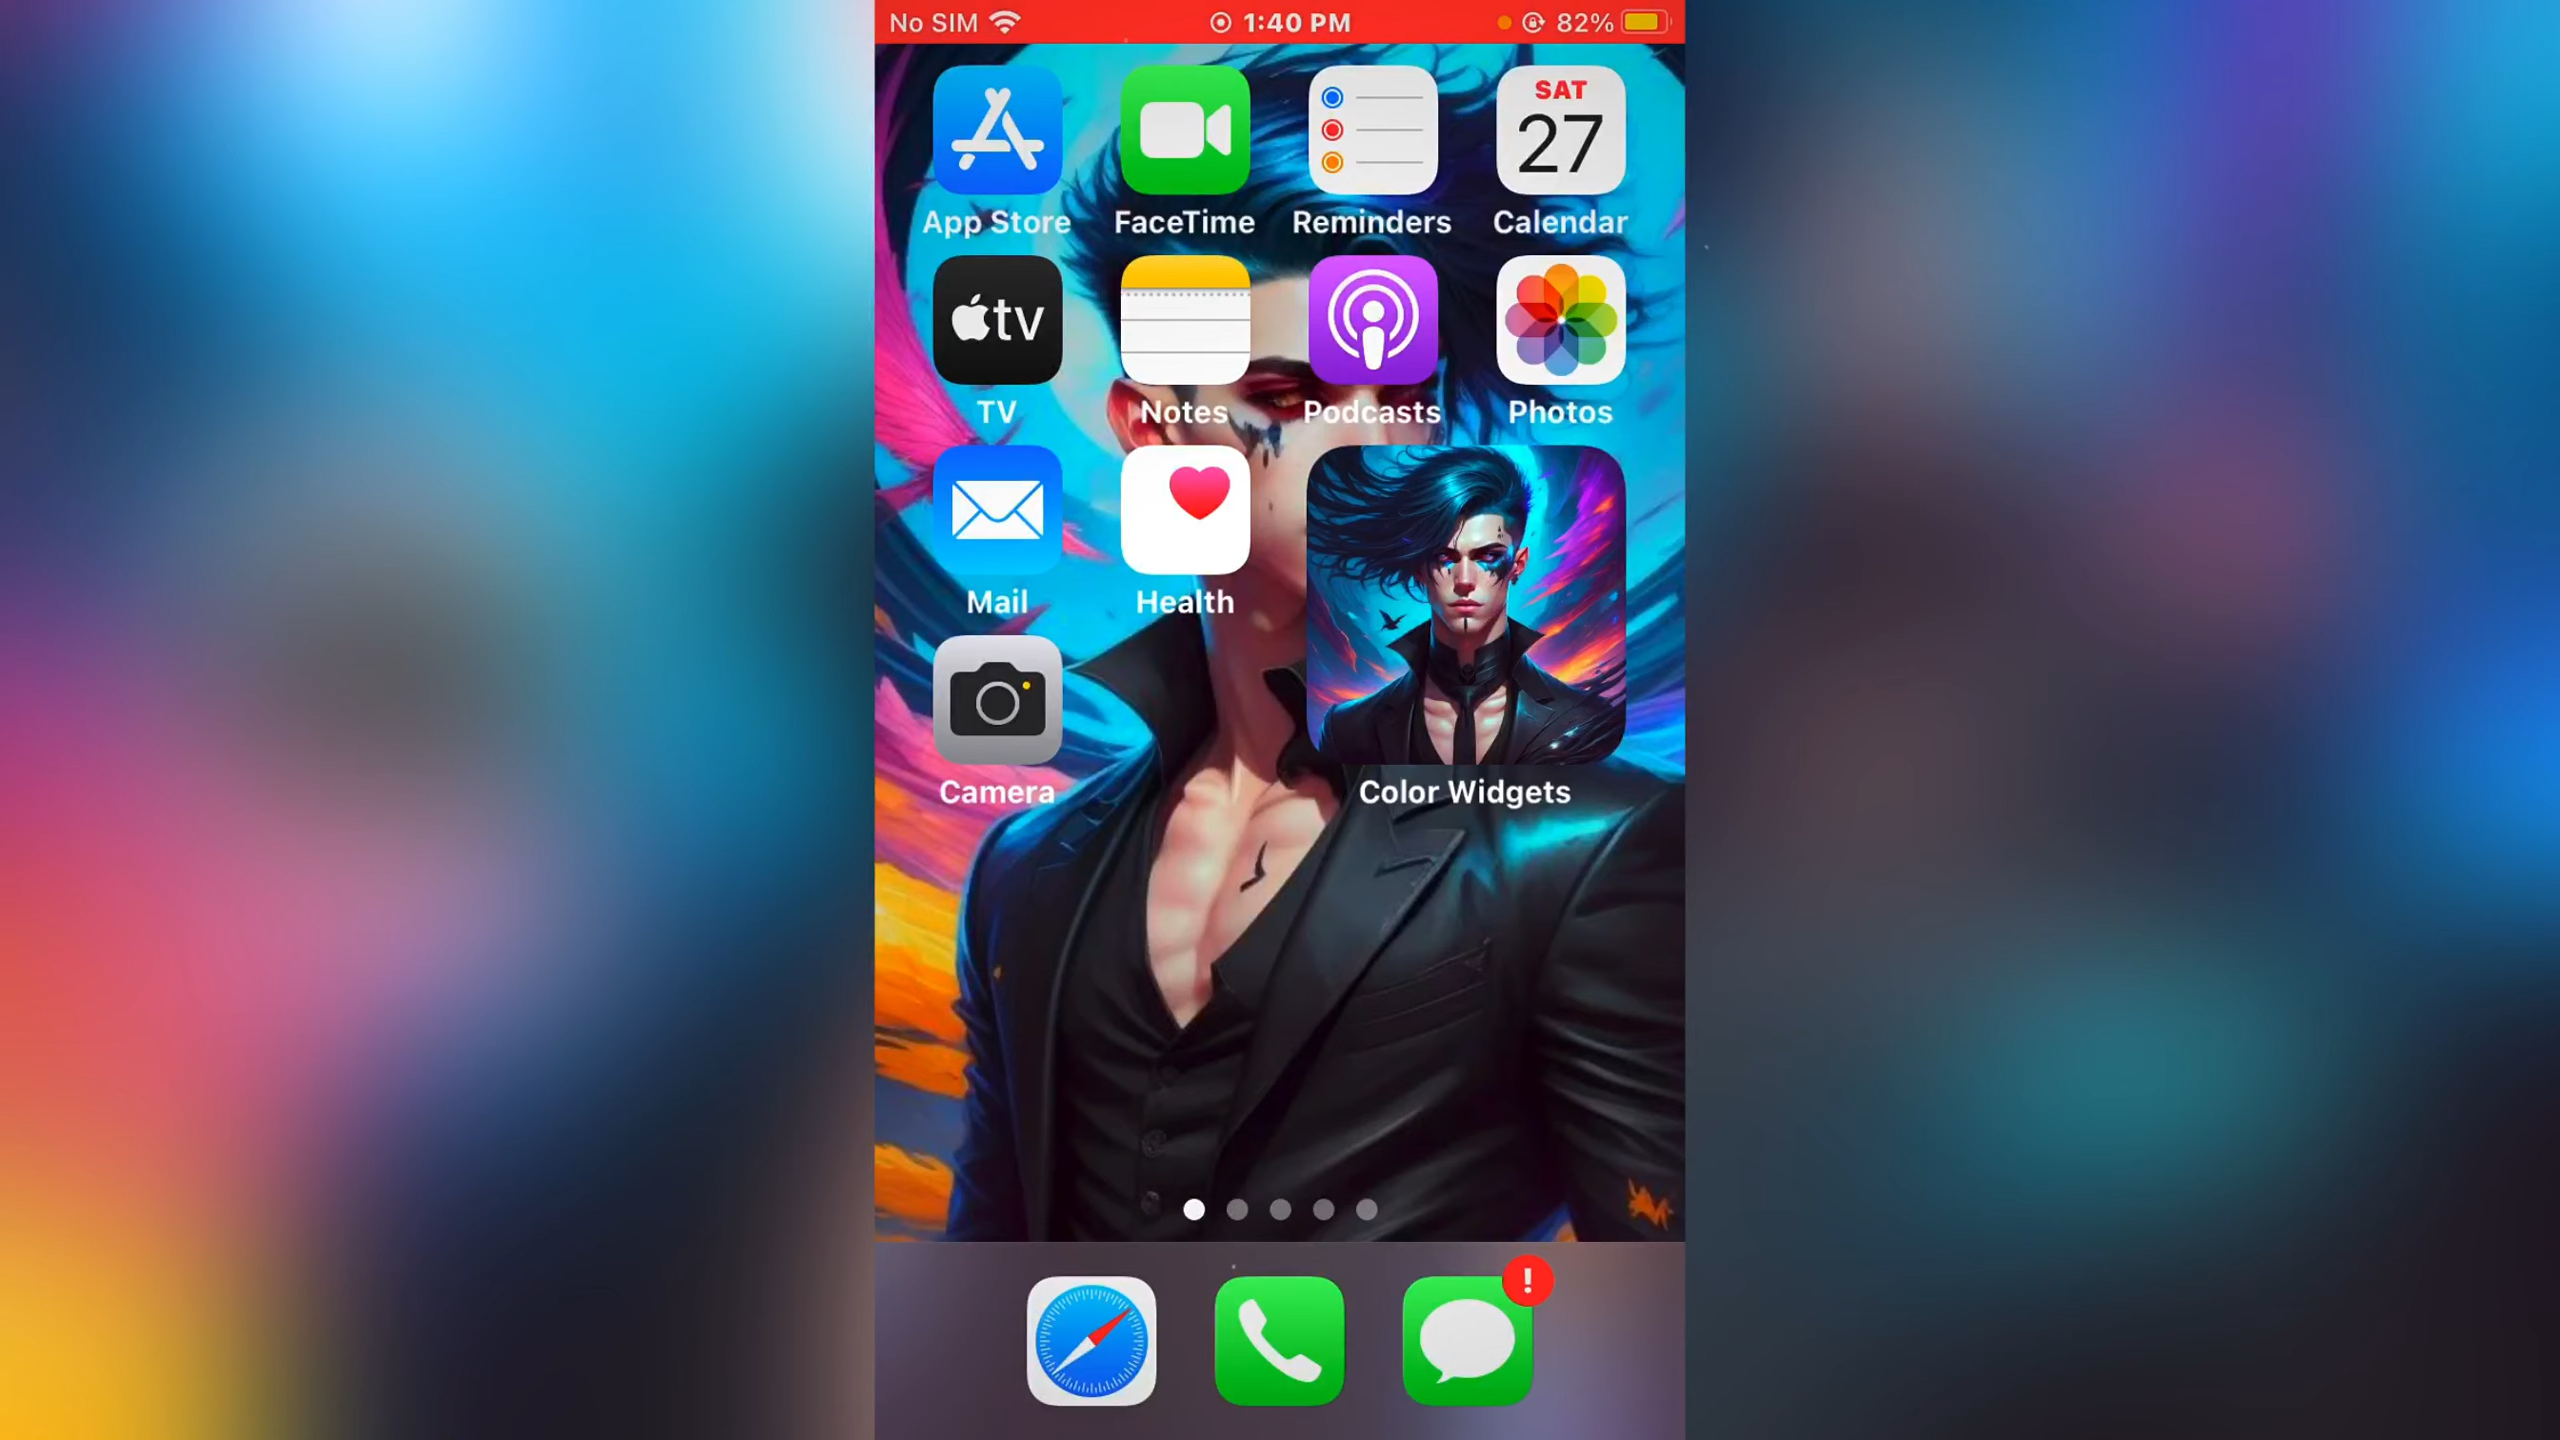 No SIM 1:40 PM 82%
SAT
27
App Store FaceTime Reminders Calendar
tv
TV Notes Podcasts Photos
Mail Health
Camera Color Widgets
!